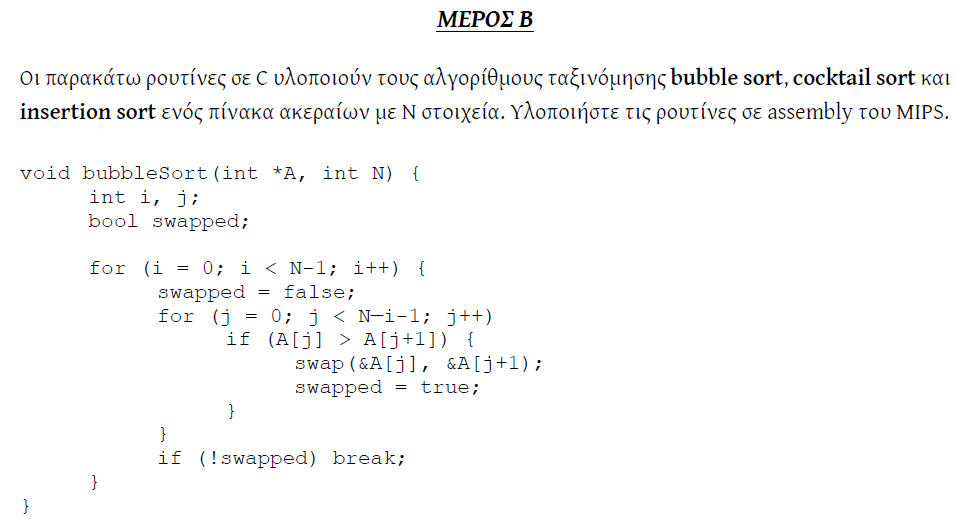 ΜΕΡΟΣ Β
Οι παρακάτω ρουτίνες σε C υλοποιούν τους αλγορίθμους ταξινόμησης bubble sort, cocktail sort και
insertion sort ενός πίνακα ακεραίων με Ν στοιχεία. Υλοποιήστε τις ρουτίνες σε assembly του MIPS.
void bubbleSort(int *A, int N) {
int i, j;
bool swapped;
for (i = 0; i < N-1; i++) {
swapped = false;
for (j = 0; j < N-i-1; j++)
if (A[j] > A[j+1]) {
swap(&A[j], &A[j+1);
swapped = true;
}
}
if (!swapped) break;
}
}